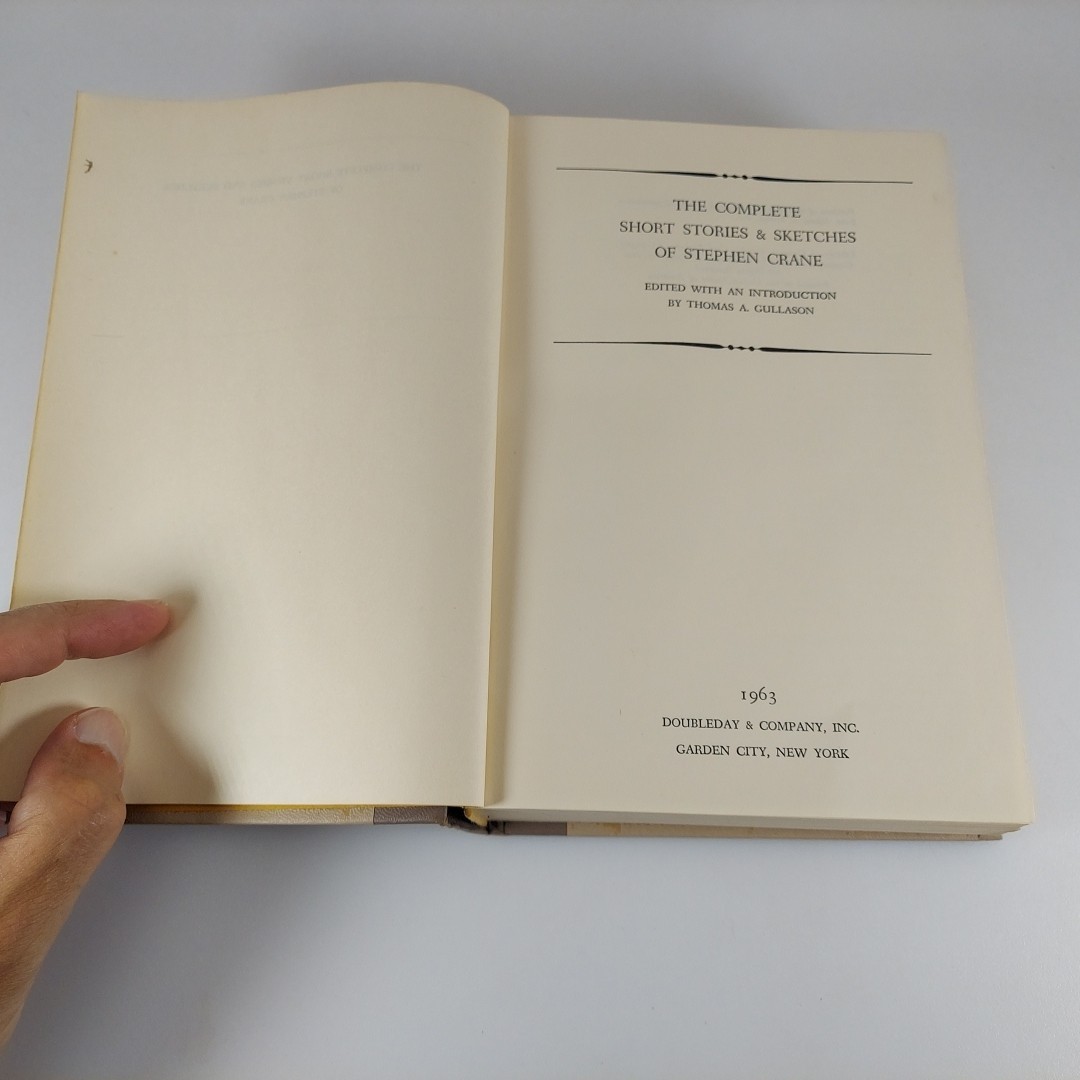 THE COMPLETE
SHORT STORIES & SKETCHES
OF STEPHEN CRANE
EDITED WITH AN INTRODUCTION
BY THOMAS A. GULLASON
1963
DOUBLEDAY & COMPANY, INC.
GARDEN CITY, NEW YORK